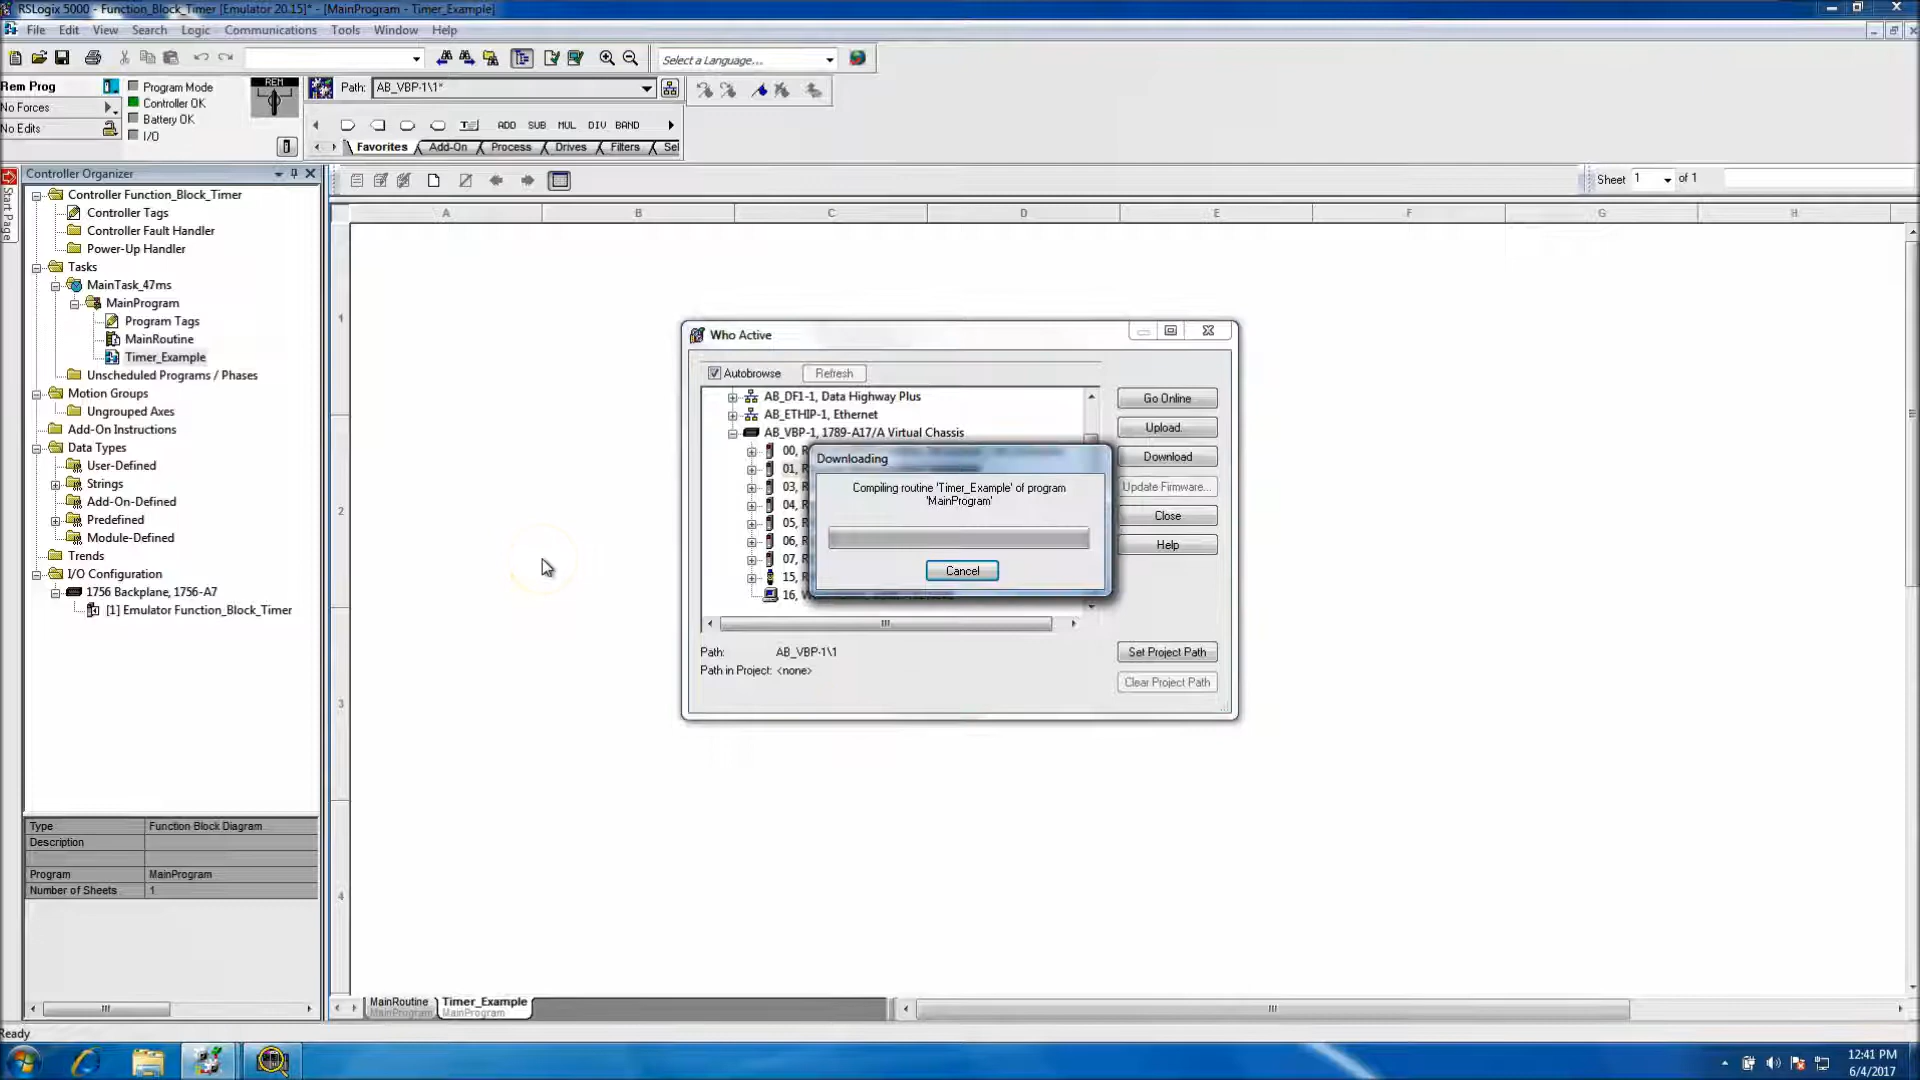 RSLogix 5000 - Function_Block_Timer [Emulator 20.15]* - [MainProgram - Timer_Example]
File Edit View Search Logic Communications Tools Window Help
Select a Language...
Rem Prog
Program Mode
REM
Path: AB_VBP-1\1*
No Forces
Controller OK
Battery OK
No Edits
I/O
ADD SUB MUL DIV BAND
Favorites Add-On Process Drives Filters Sel
Start Page
Controller Organizer
Sheet 1 of 1
Controller Function_Block_Timer
Controller Tags
Controller Fault Handler
Power-Up Handler
Tasks
MainTask_47ms
MainProgram
Program Tags
MainRoutine
Timer_Example
Unscheduled Programs / Phases
Motion Groups
Ungrouped Axes
Add-On Instructions
Data Types
User-Defined
Strings
Add-On-Defined
Predefined
Module-Defined
Trends
I/O Configuration
1756 Backplane, 1756-A7
[1] Emulator Function_Block_Timer
Type Function Block Diagram
Description
Program MainProgram
Number of Sheets 1
A B C D E F G H
1
2
3
4
Who Active
Autobrowse Refresh
AB_DF1-1, Data Highway Plus
AB_ETHIP-1, Ethernet
AB_VBP-1, 1789-A17/A Virtual Chassis
00, R
01, R
03, R
04, R
05, R
06, R
07, R
15, R
16, W
Downloading
Compiling routine 'Timer_Example' of program
'MainProgram'
Cancel
Go Online
Upload.
Download
Update Firmware...
Close
Help
Set Project Path
Clear Project Path
Path: AB_VBP-1\1
Path in Project: <none>
MainRoutine
MainProgram
Timer_Example
MainProgram
Ready
12:41 PM
6/4/2017